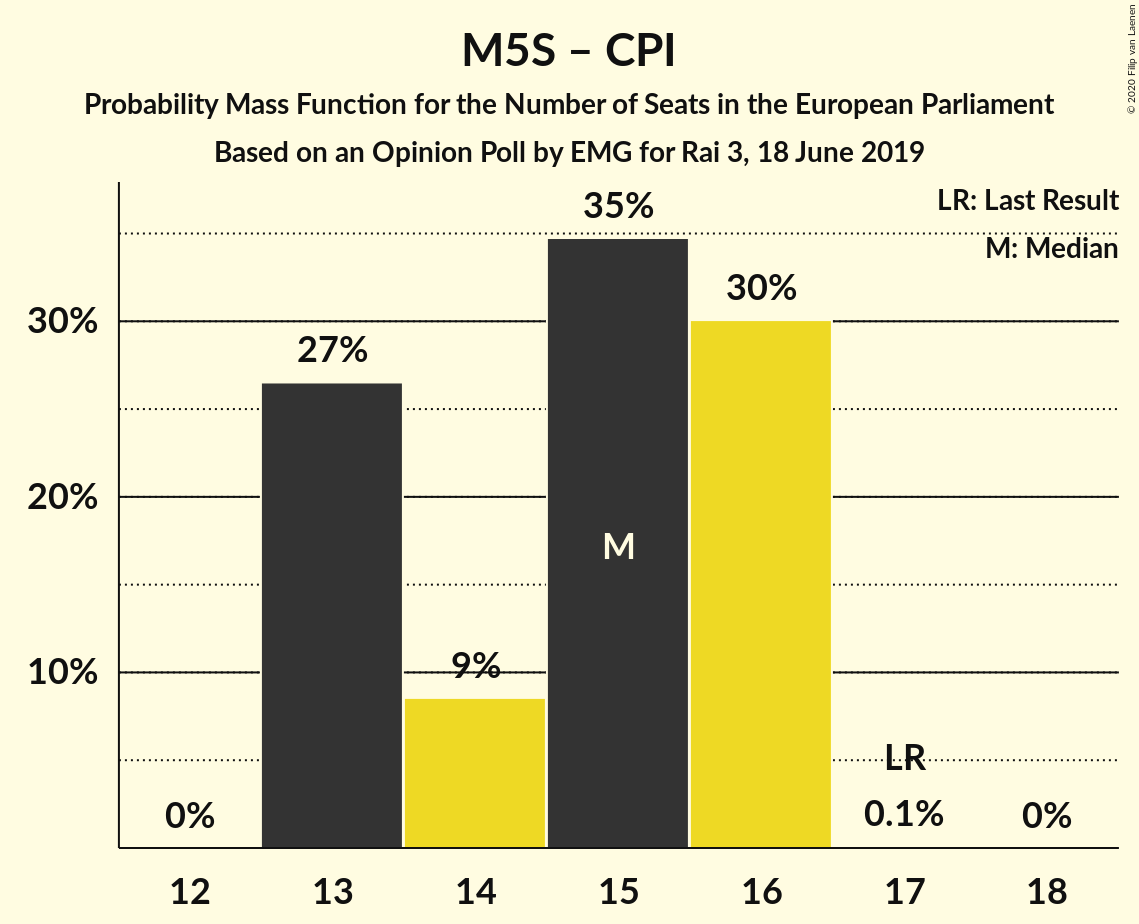 M5S – CPI
Probability Mass Function for the Number of Seats in the European Parliament
Based on an Opinion Poll by EMG for Rai 3, 18 June 2019
© 2020 Filip van Laenen
LR: Last Result
M: Median
35%
30%
27%
9%
M
LR
0%
0.1%
0%
30%
20%
10%
12 13 14 15 16 17 18